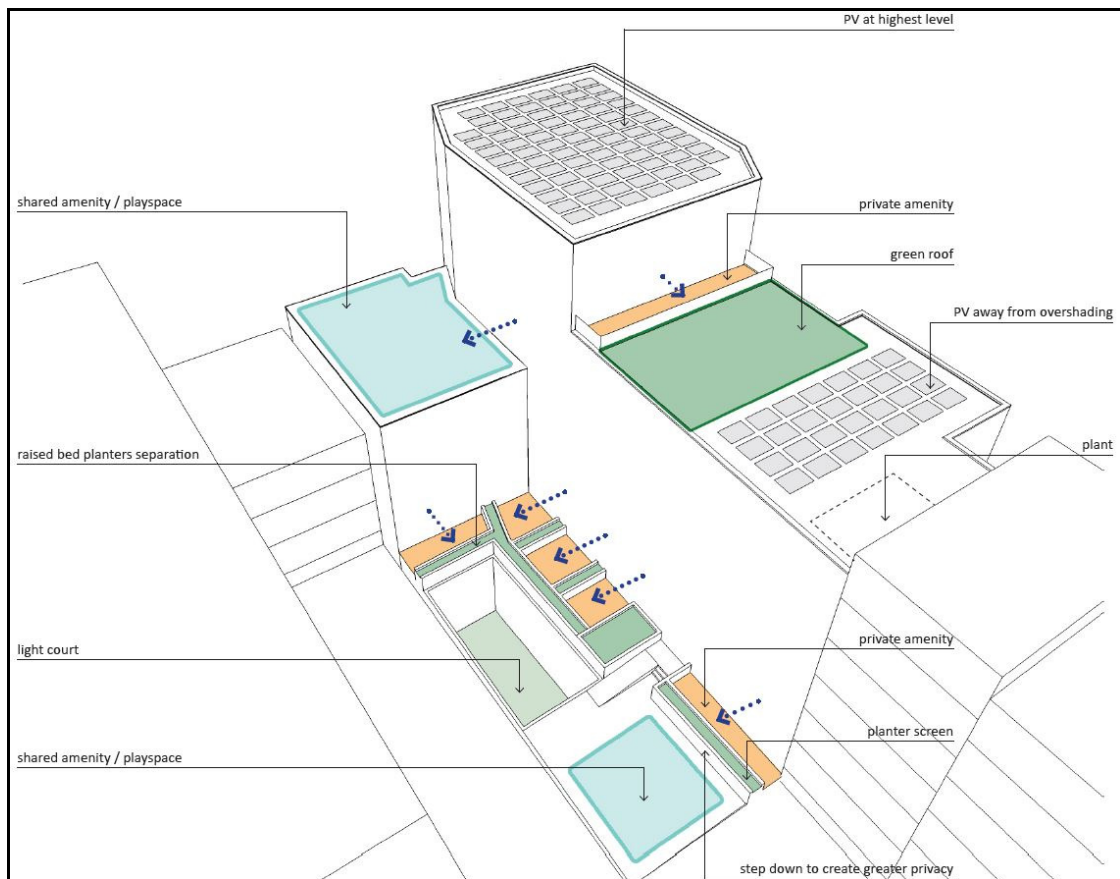 PV at highest level
shared amenity / playspace
private amenity
green roof
PV away from overshading
raised bed planters separation
plant
light court
private amenity
planter screen
shared amenity / playspace
step down to create greater privacy